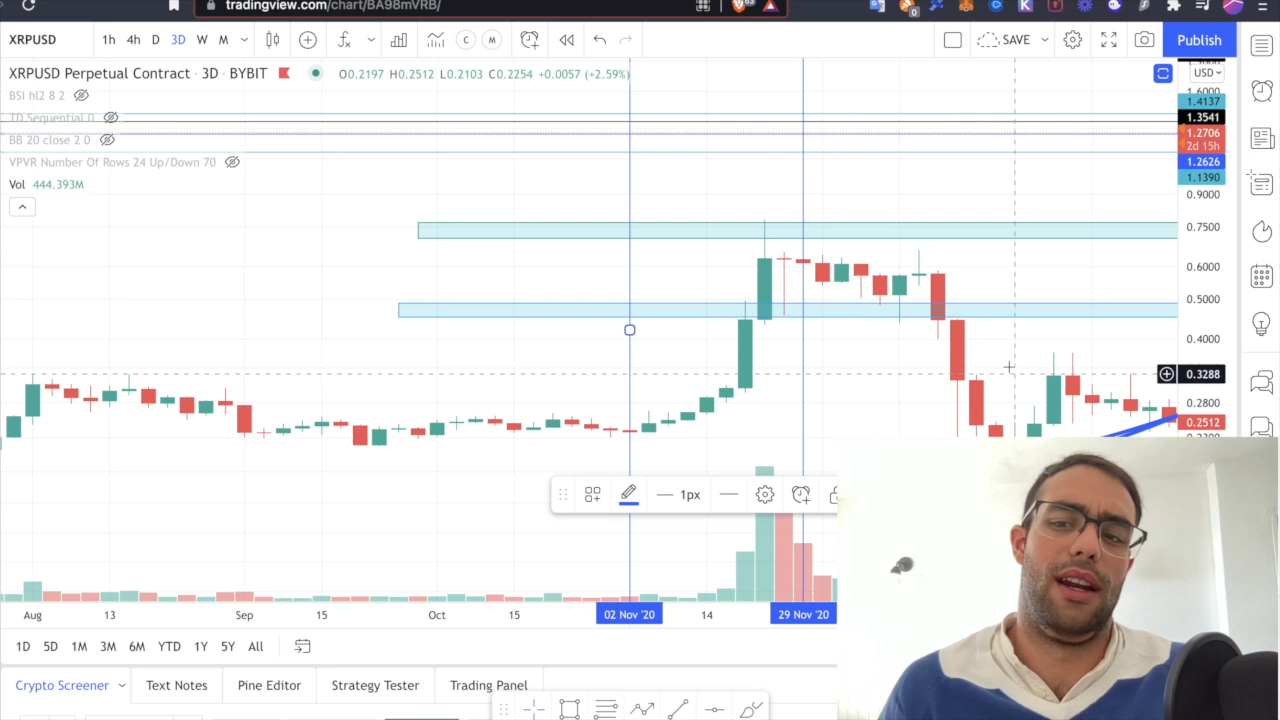 tradingview.com/chart/BA98mVRB/
XRPUSD 1h 4h D 3D W M SAVE Publish
XRPUSD Perpetual Contract · 3D · BYBIT O0.2197 H0.2512 L0.2103 C0.2254 +0.0057 (+2.59%)
USD
BSI hl2 8 2
TD Sequential 0
BB 20 close 2 0
VPVR Number Of Rows 24 Up/Down 70
Vol 444.393M
1.6000
1.4137
1.3541
1.2706
2d 15h
1.2626
1.1390
0.9000
0.7500
0.6000
0.5000
0.4000
0.3288
0.2800
0.2512
1px
Aug 13 Sep 15 Oct 15 02 Nov '20 14 29 Nov '20
1D 5D 1M 3M 6M YTD 1Y 5Y All
Crypto Screener Text Notes Pine Editor Strategy Tester Trading Panel